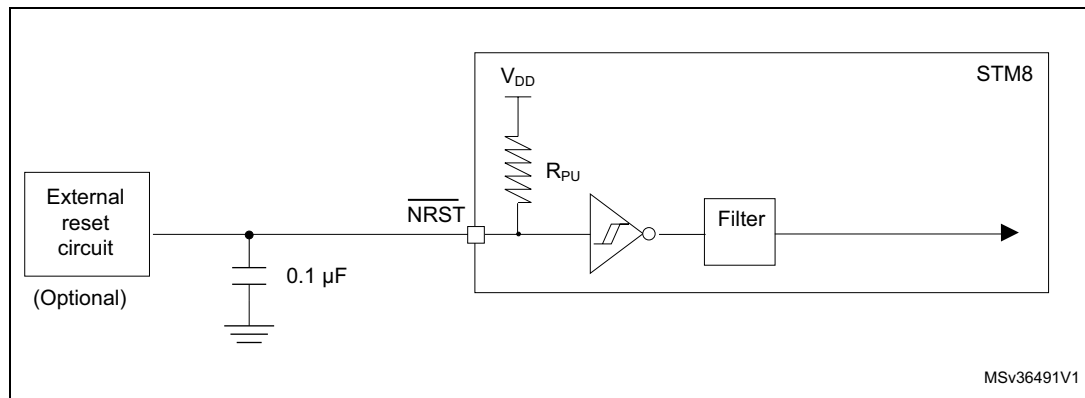 STM8
V_DD
R_PU
External
reset
circuit
(Optional)
0.1 µF
NRST
Filter
MSv36491V1